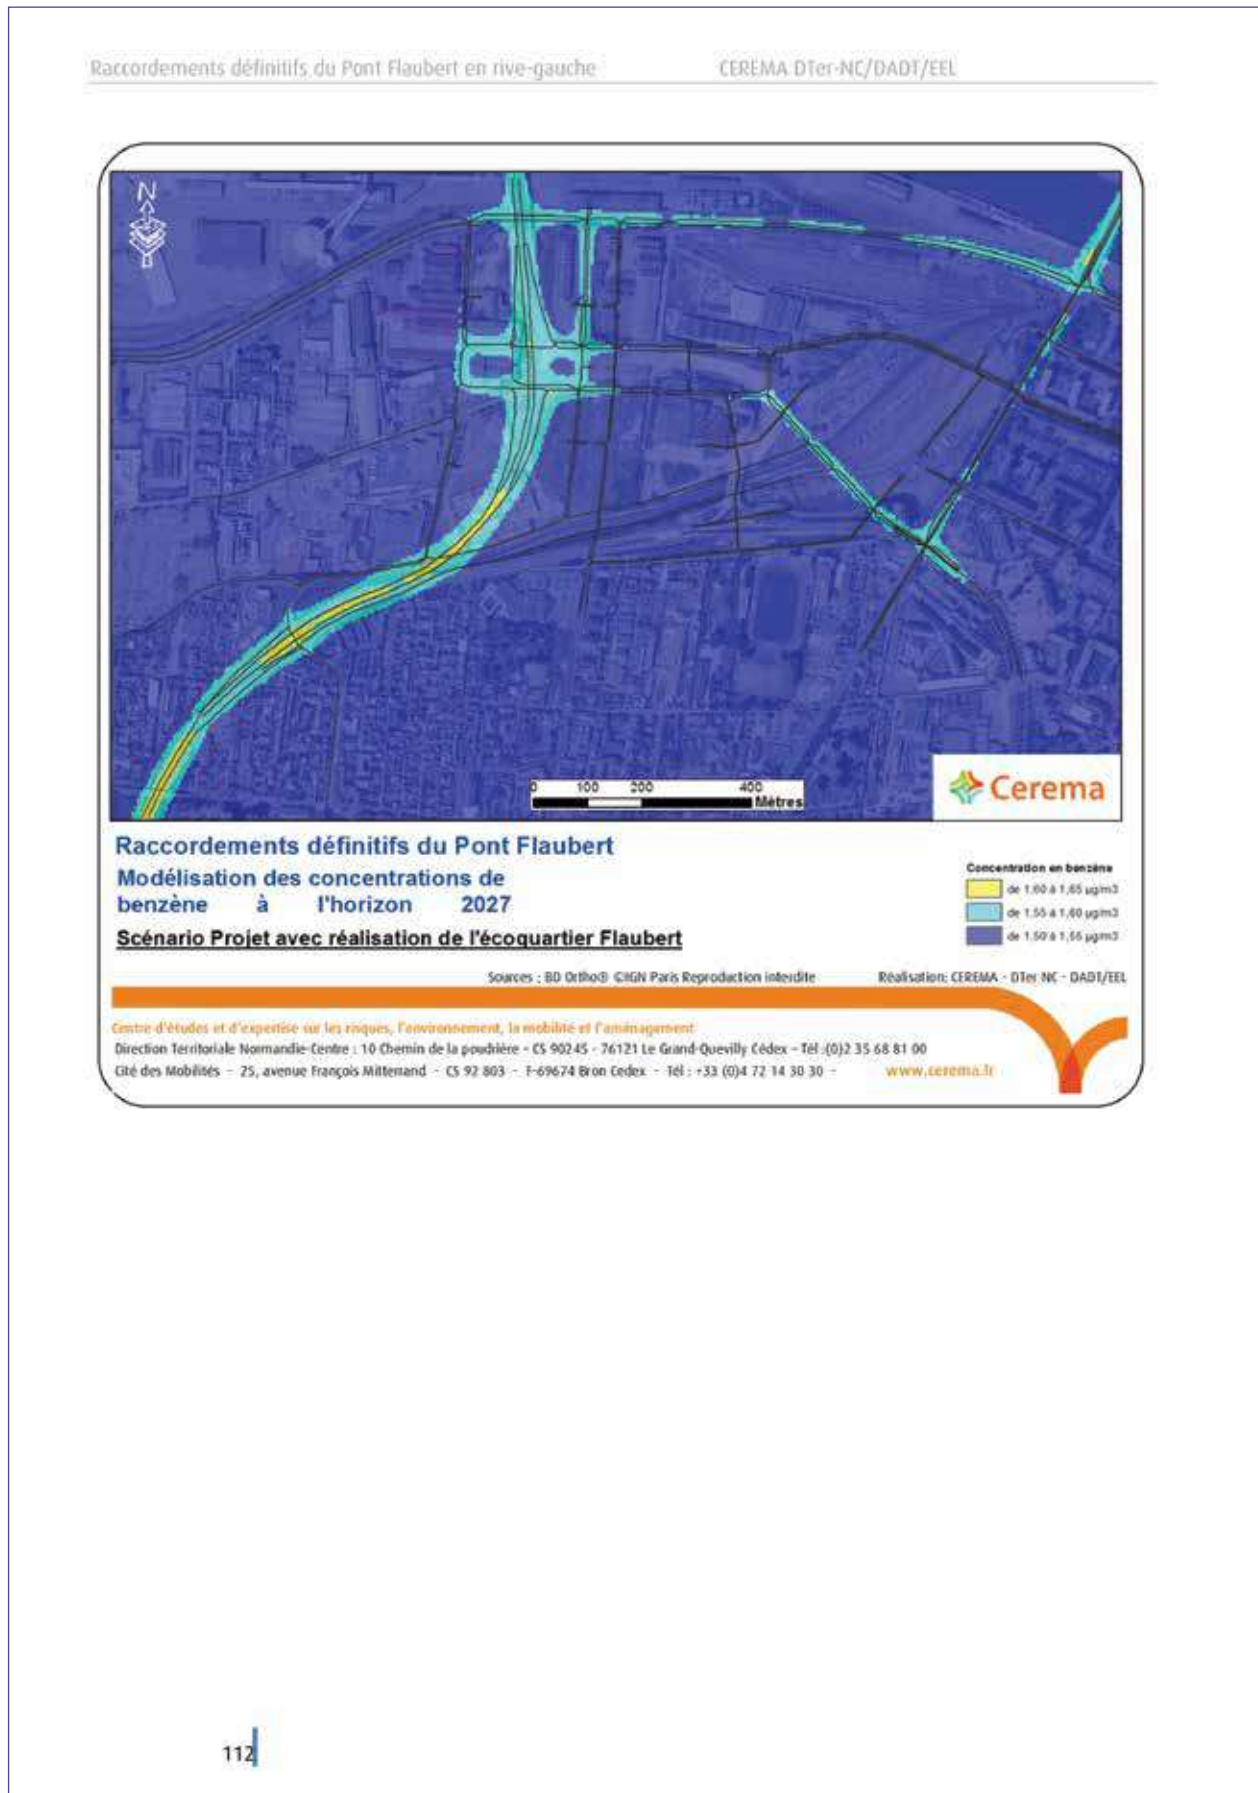 Raccordements définitifs du Pont Flaubert en rive-gauche CEREMA DTer-NC/DADT/EEL
N
0 100 200 400
Mètres
Cerema
Raccordements définitifs du Pont Flaubert
Modélisation des concentrations de
benzène à l'horizon 2027
Scénario Projet avec réalisation de l'écoquartier Flaubert
Concentration en benzène
de 1,60 à 1,65 µg/m3
de 1,55 à 1,60 µg/m3
de 1,50 à 1,55 µg/m3
Sources : BD Ortho® ©IGN Paris Reproduction interdite Réalisation: CEREMA - DTer NC - DADT/EEL
Centre d'études et d'expertise sur les risques, l'environnement, la mobilité et l'aménagement
Direction Territoriale Normandie-Centre : 10 Chemin de la poudrière - CS 90245 - 76121 Le Grand-Quevilly Cédex - Tél :(0)2 35 68 81 00
Cité des Mobilités - 25, avenue François Mitterrand - CS 92 803 - F-69674 Bron Cedex - Tél : +33 (0)4 72 14 30 30 - www.cerema.fr
112